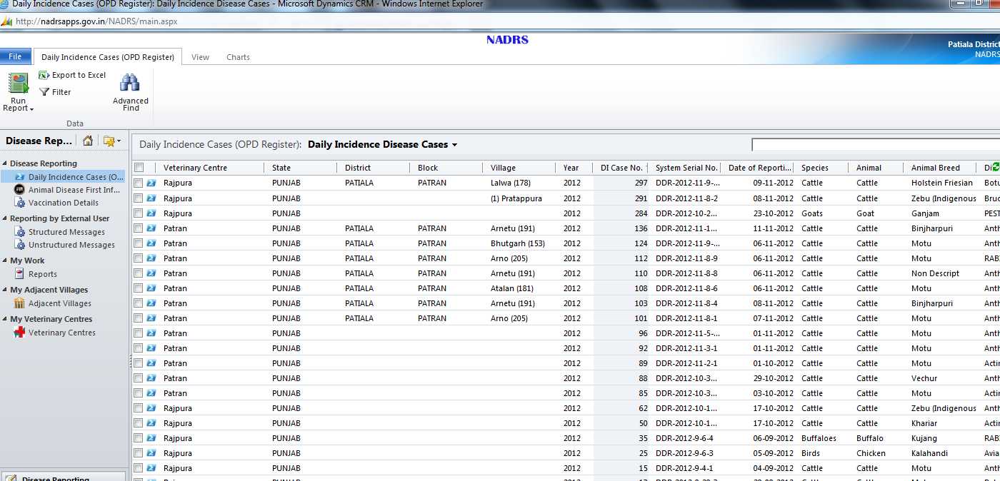 Daily Incidence Cases (OPD Register): Daily Incidence Disease Cases - Microsoft Dynamics CRM - Windows Internet Explorer
http://nadrsapps.gov.in/NADRS/main.aspx
NADRS
Patiala District
NADRS
File Daily Incidence Cases (OPD Register) View Charts
Run Report
Export to Excel
Filter
Advanced Find
Data
Disease Rep...
Disease Reporting
Daily Incidence Cases (O...
Animal Disease First Inf...
Vaccination Details
Reporting by External User
Structured Messages
Unstructured Messages
My Work
Reports
My Adjacent Villages
Adjacent Villages
My Veterinary Centres
Veterinary Centres
Disease Reporting
Daily Incidence Cases (OPD Register): Daily Incidence Disease Cases
Veterinary Centre State District Block Village Year DI Case No. System Serial No. Date of Reporti... Species Animal Animal Breed Di
Rajpura PUNJAB PATIALA PATRAN Lalwa (178) 2012 297 DDR-2012-11-9-... 09-11-2012 Cattle Cattle Holstein Friesian Botu
Rajpura PUNJAB (1) Pratappura 2012 291 DDR-2012-11-8-2 08-11-2012 Cattle Cattle Zebu (Indigenous Bruc
Rajpura PUNJAB 2012 284 DDR-2012-10-2... 23-10-2012 Goats Goat Ganjam PEST
Patran PUNJAB PATIALA PATRAN Arnetu (191) 2012 136 DDR-2012-11-1... 11-11-2012 Cattle Cattle Binjharpuri Anth
Patran PUNJAB PATIALA PATRAN Bhutgarh (153) 2012 124 DDR-2012-11-9-... 06-11-2012 Cattle Cattle Motu Anth
Patran PUNJAB PATIALA PATRAN Arno (205) 2012 112 DDR-2012-11-8-9 06-11-2012 Cattle Cattle Motu RABI
Patran PUNJAB PATIALA PATRAN Arnetu (191) 2012 110 DDR-2012-11-8-8 06-11-2012 Cattle Cattle Non Descript Anth
Patran PUNJAB PATIALA PATRAN Atalan (181) 2012 108 DDR-2012-11-8-6 06-11-2012 Cattle Cattle Motu Anth
Patran PUNJAB PATIALA PATRAN Arnetu (191) 2012 103 DDR-2012-11-8-4 08-11-2012 Cattle Cattle Binjharpuri Anth
Patran PUNJAB PATIALA PATRAN Arno (205) 2012 101 DDR-2012-11-8-1 07-11-2012 Cattle Cattle Motu Anth
Patran PUNJAB 2012 96 DDR-2012-11-5-... 01-11-2012 Cattle Cattle Motu Anth
Patran PUNJAB 2012 92 DDR-2012-11-3-1 01-11-2012 Cattle Cattle Motu Anth
Patran PUNJAB 2012 89 DDR-2012-11-2-1 01-10-2012 Cattle Cattle Motu Actin
Patran PUNJAB 2012 88 DDR-2012-10-3... 29-10-2012 Cattle Cattle Vechur Anth
Patran PUNJAB 2012 85 DDR-2012-10-3... 03-10-2012 Cattle Cattle Motu Actin
Rajpura PUNJAB 2012 62 DDR-2012-10-1... 17-10-2012 Cattle Cattle Zebu (Indigenous Anth
Rajpura PUNJAB 2012 50 DDR-2012-10-1... 17-10-2012 Cattle Cattle Khariar Actin
Rajpura PUNJAB 2012 35 DDR-2012-9-6-4 06-09-2012 Buffaloes Buffalo Kujang RABI
Rajpura PUNJAB 2012 25 DDR-2012-9-6-3 05-09-2012 Birds Chicken Kalahandi Avia
Rajpura PUNJAB 2012 15 DDR-2012-9-4-1 04-09-2012 Cattle Cattle Motu Anth